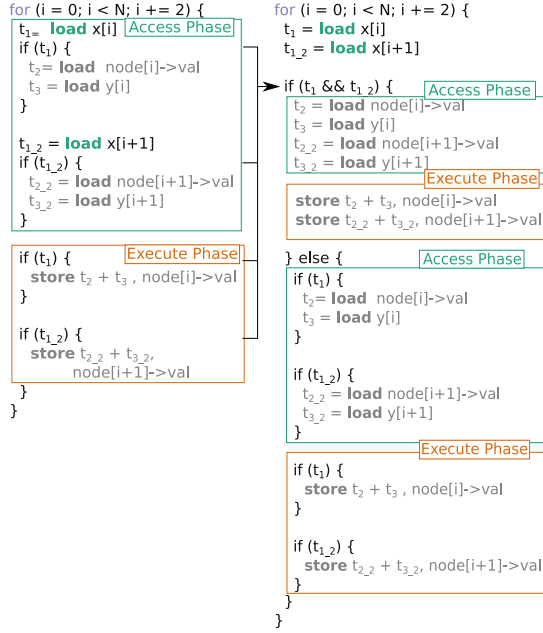 for (i = 0; i < N; i += 2) {
t₁= load x[i]
Access Phase
if (t₁) {
t₂= load node[i]->val
t₃ = load y[i]
}
t₁_₂ = load x[i+1]
if (t₁_₂) {
t₂_₂ = load node[i+1]->val
t₃_₂ = load y[i+1]
}
Execute Phase
if (t₁) {
store t₂ + t₃ , node[i]->val
}
if (t₁_₂) {
store t₂_₂ + t₃_₂,
node[i+1]->val
}
}
for (i = 0; i < N; i += 2) {
t₁ = load x[i]
t₁_₂ = load x[i+1]
if (t₁ && t₁_₂) {
Access Phase
t₂ = load node[i]->val
t₃ = load y[i]
t₂_₂ = load node[i+1]->val
t₃_₂ = load y[i+1]
Execute Phase
store t₂ + t₃, node[i]->val
store t₂_₂ + t₃_₂, node[i+1]->val
} else {
Access Phase
if (t₁) {
t₂= load node[i]->val
t₃ = load y[i]
}
if (t₁_₂) {
t₂_₂ = load node[i+1]->val
t₃_₂ = load y[i+1]
}
Execute Phase
if (t₁) {
store t₂ + t₃ , node[i]->val
}
if (t₁_₂) {
store t₂_₂ + t₃_₂, node[i+1]->val
}
}
}